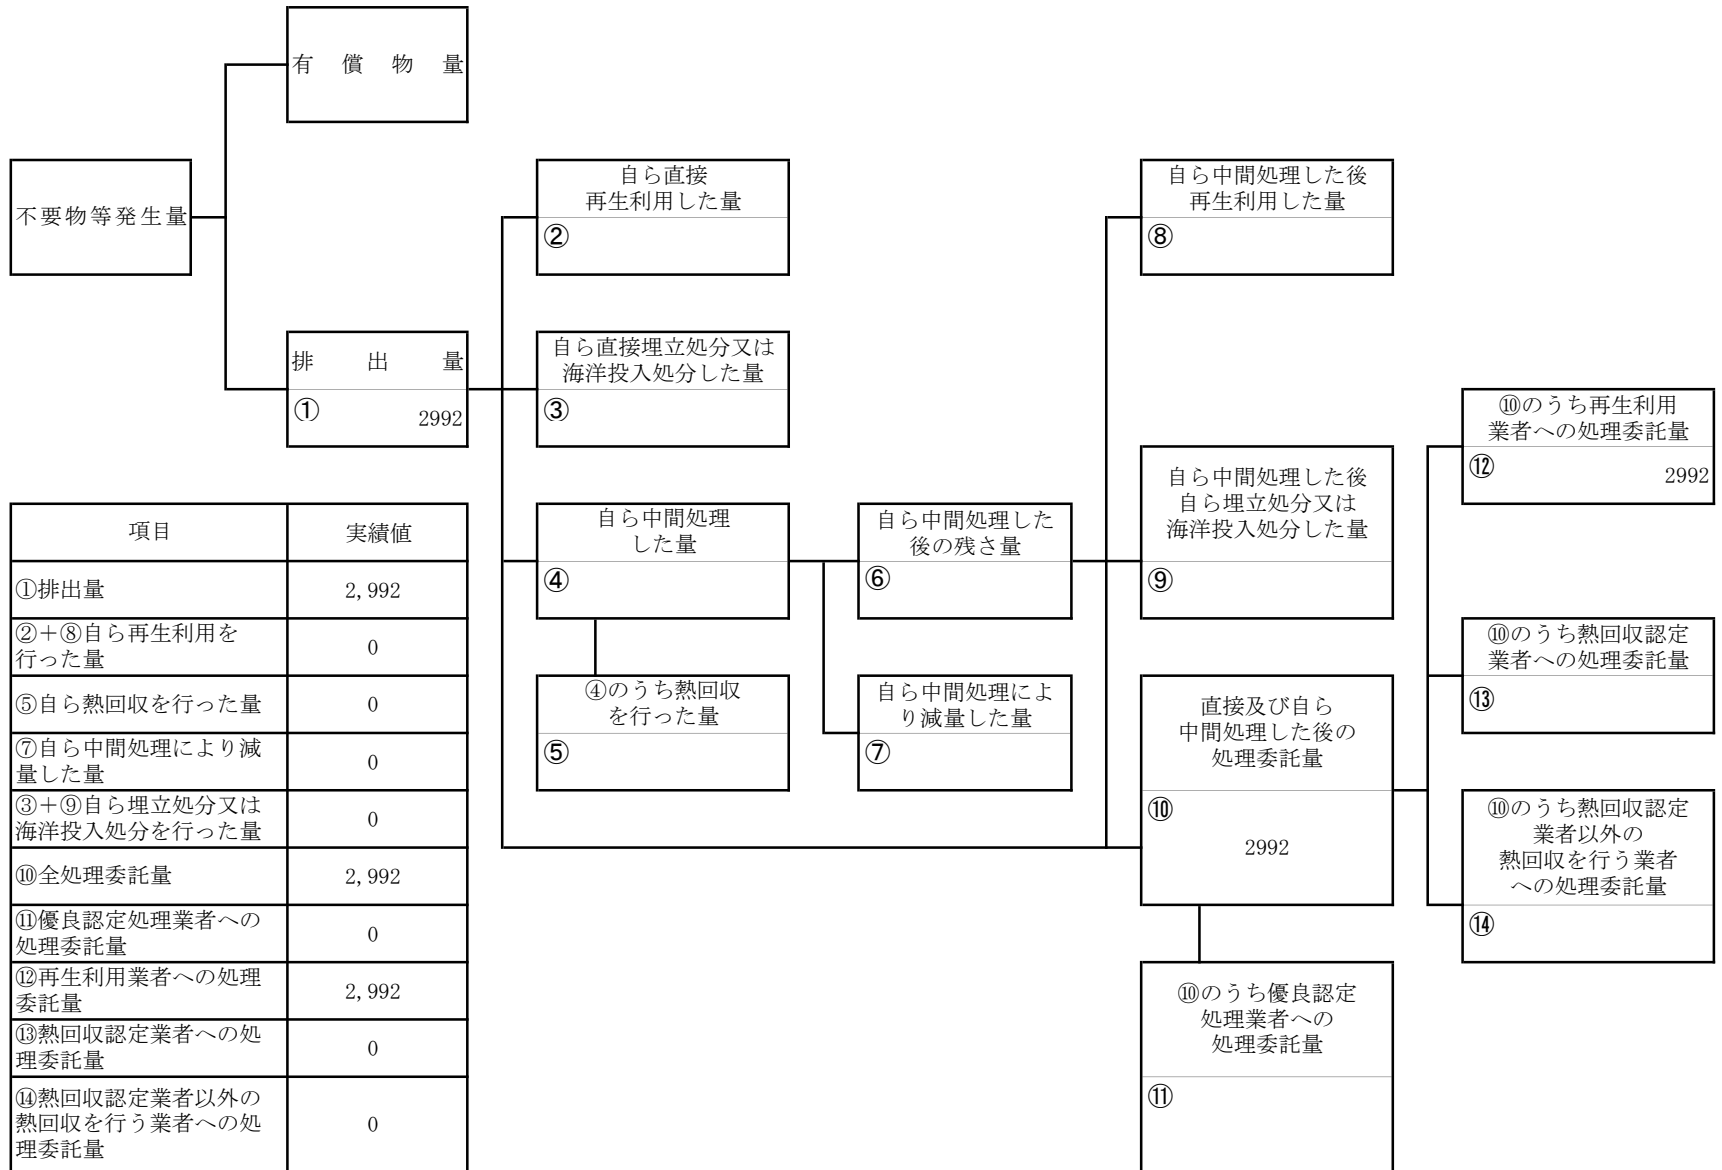 有償物量
不要物等発生量
排出量
①
2992
自ら直接
再生利用した量
②
自ら直接埋立処分又は
海洋投入処分した量
③
自ら中間処理
した量
④
④のうち熱回収
を行った量
⑤
自ら中間処理した
後の残さ量
⑥
自ら中間処理によ
り減量した量
⑦
自ら中間処理した後
再生利用した量
⑧
自ら中間処理した後
自ら埋立処分又は
海洋投入処分した量
⑨
直接及び自ら
中間処理した後の
処理委託量
⑩
2992
⑩のうち優良認定
処理業者への
処理委託量
⑪
⑩のうち再生利用
業者への処理委託量
⑫
2992
⑩のうち熱回収認定
業者への処理委託量
⑬
⑩のうち熱回収認定
業者以外の
熱回収を行う業者
への処理委託量
⑭
項目 実績値
①排出量 2,992
②+⑧自ら再生利用を
行った量 0
⑤自ら熱回収を行った量 0
⑦自ら中間処理により減
量した量 0
③+⑨自ら埋立処分又は
海洋投入処分を行った量 0
⑩全処理委託量 2,992
⑪優良認定処理業者への
処理委託量 0
⑫再生利用業者への処理
委託量 2,992
⑬熱回収認定業者への処
理委託量 0
⑭熱回収認定業者以外の
熱回収を行う業者への処
理委託量 0